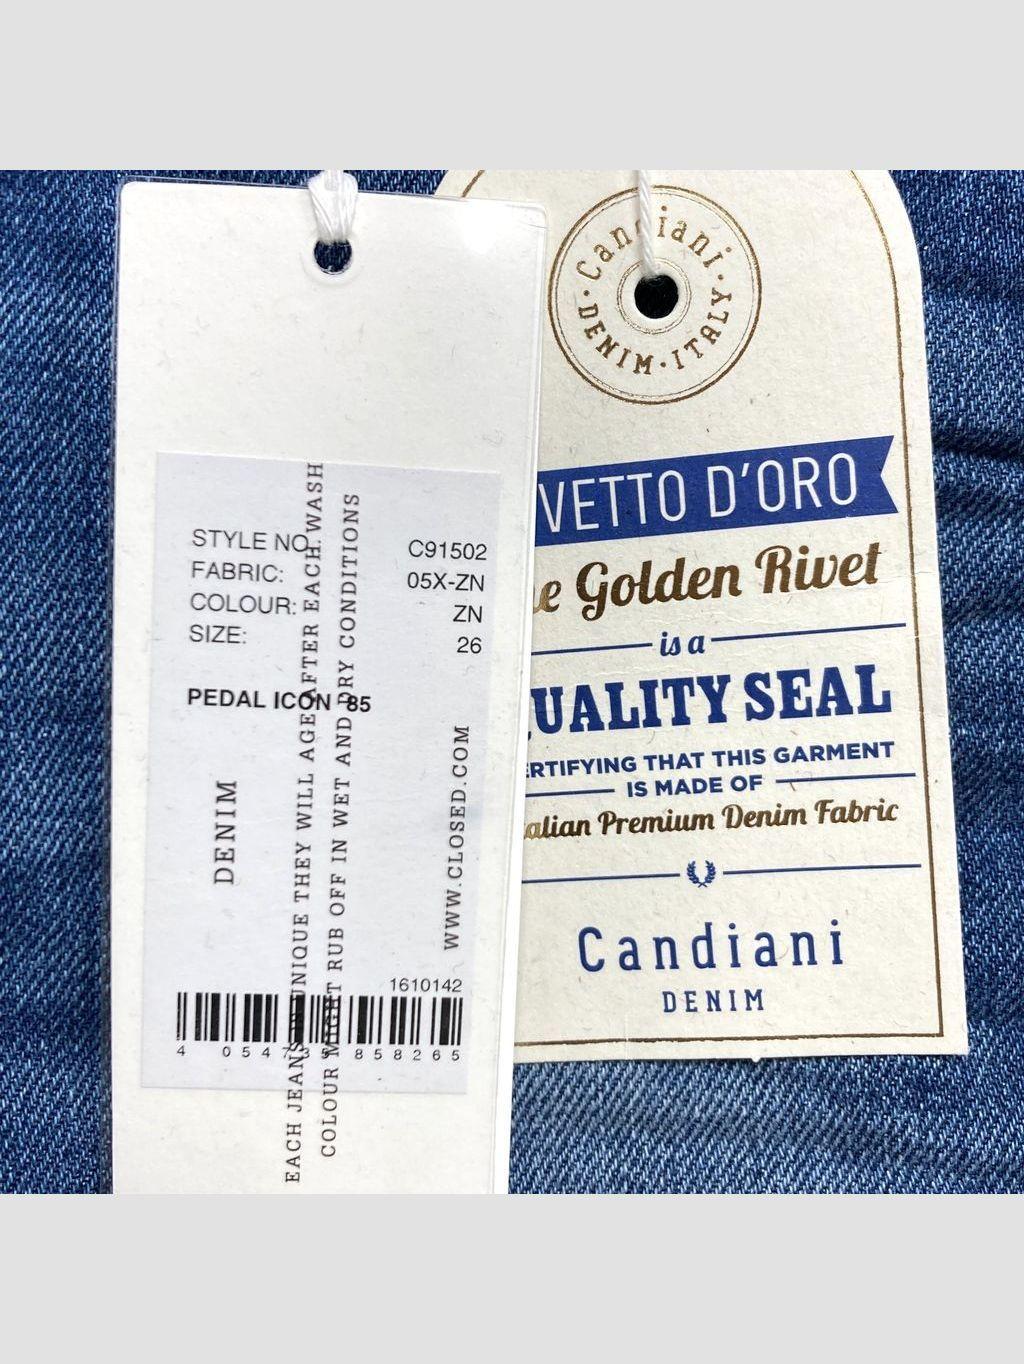 STYLE NO. C91502
FABRIC: 05X-ZN
COLOUR: ZN
SIZE: 26
PEDAL ICON 85
DENIM
EACH JEANS IS UNIQUE THEY WILL AGE AFTER EACH WASH
COLOUR MIGHT RUB OFF IN WET AND DRY CONDITIONS
WWW.CLOSED.COM
1610142
4 054735 858265
Candiani
DENIM · ITALY
VETTO D'ORO
e Golden Rivet
is a
UALITY SEAL
ERTIFYING THAT THIS GARMENT
IS MADE OF
alian Premium Denim Fabric
Candiani
DENIM